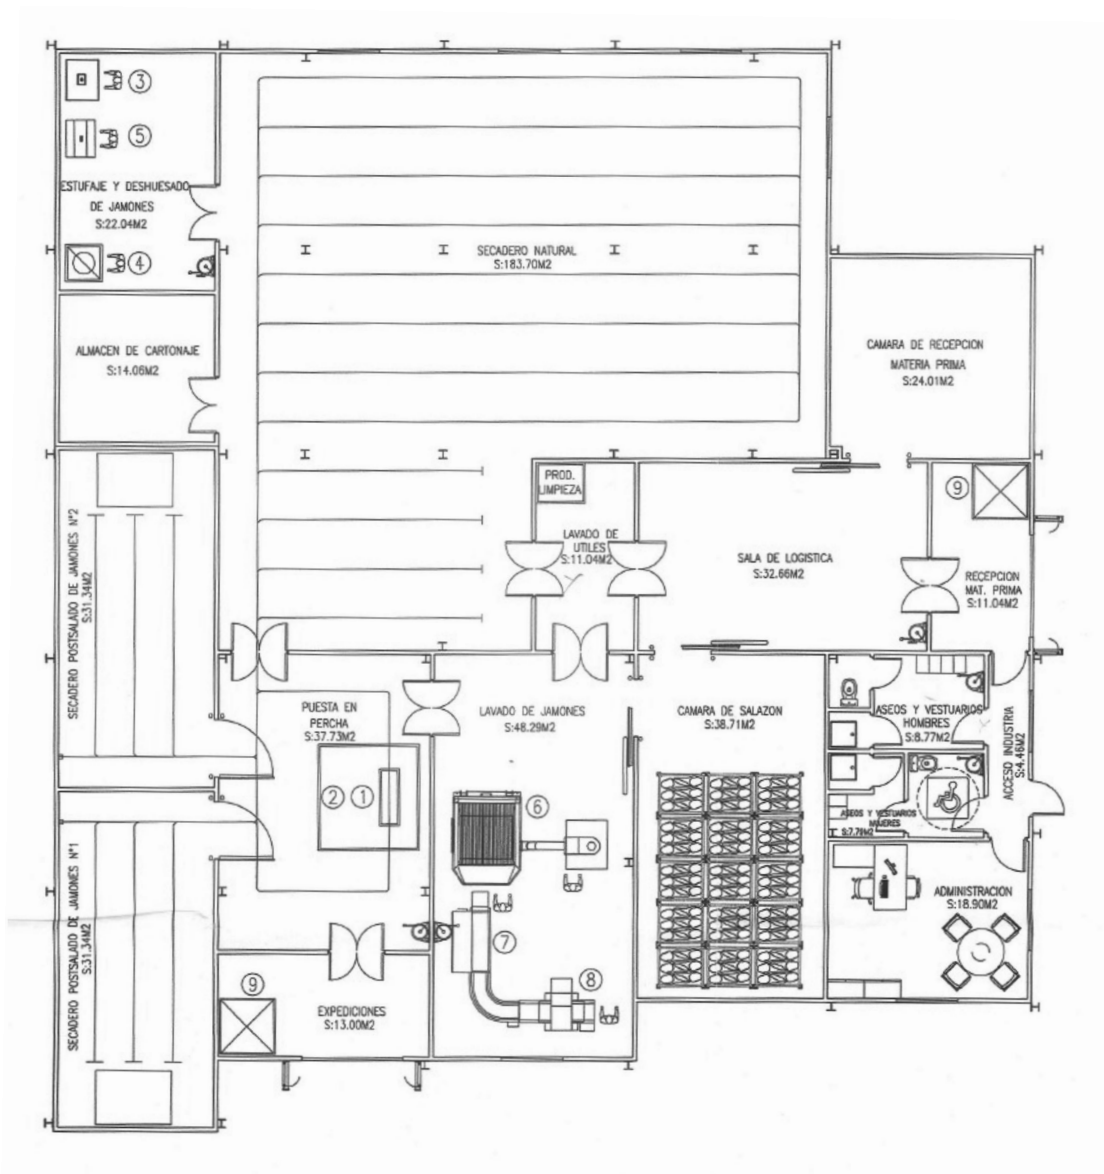 3
5
ESTUFAJE Y DESHUESADO
DE JAMONES
S:22.04M2
4
SECADERO NATURAL
S:183.70M2
ALMACEN DE CARTONAJE
S:14.06M2
CAMARA DE RECEPCION
MATERIA PRIMA
S:24.01M2
PROD.
LIMPIEZA
LAVADO DE
UTILES
S:11.04M2
SALA DE LOGISTICA
S:32.66M2
9
RECEPCION
MAT. PRIMA
S:11.04M2
SECADERO POSTSALADO DE JAMONES Nº2
S:31.34M2
PUESTA EN
PERCHA
S:37.73M2
2
1
LAVADO DE JAMONES
S:48.29M2
CAMARA DE SALAZON
S:38.71M2
ASEOS Y VESTUARIOS
HOMBRES
S:8.77M2
ACCESO INDUSTRIA
S:4.46M2
ASEOS Y VESTUARIOS
MUJERES
6
7
8
SECADERO POSTSALADO DE JAMONES Nº1
S:31.34M2
ADMINISTRACION
S:18.90M2
9
EXPEDICIONES
S:13.00M2